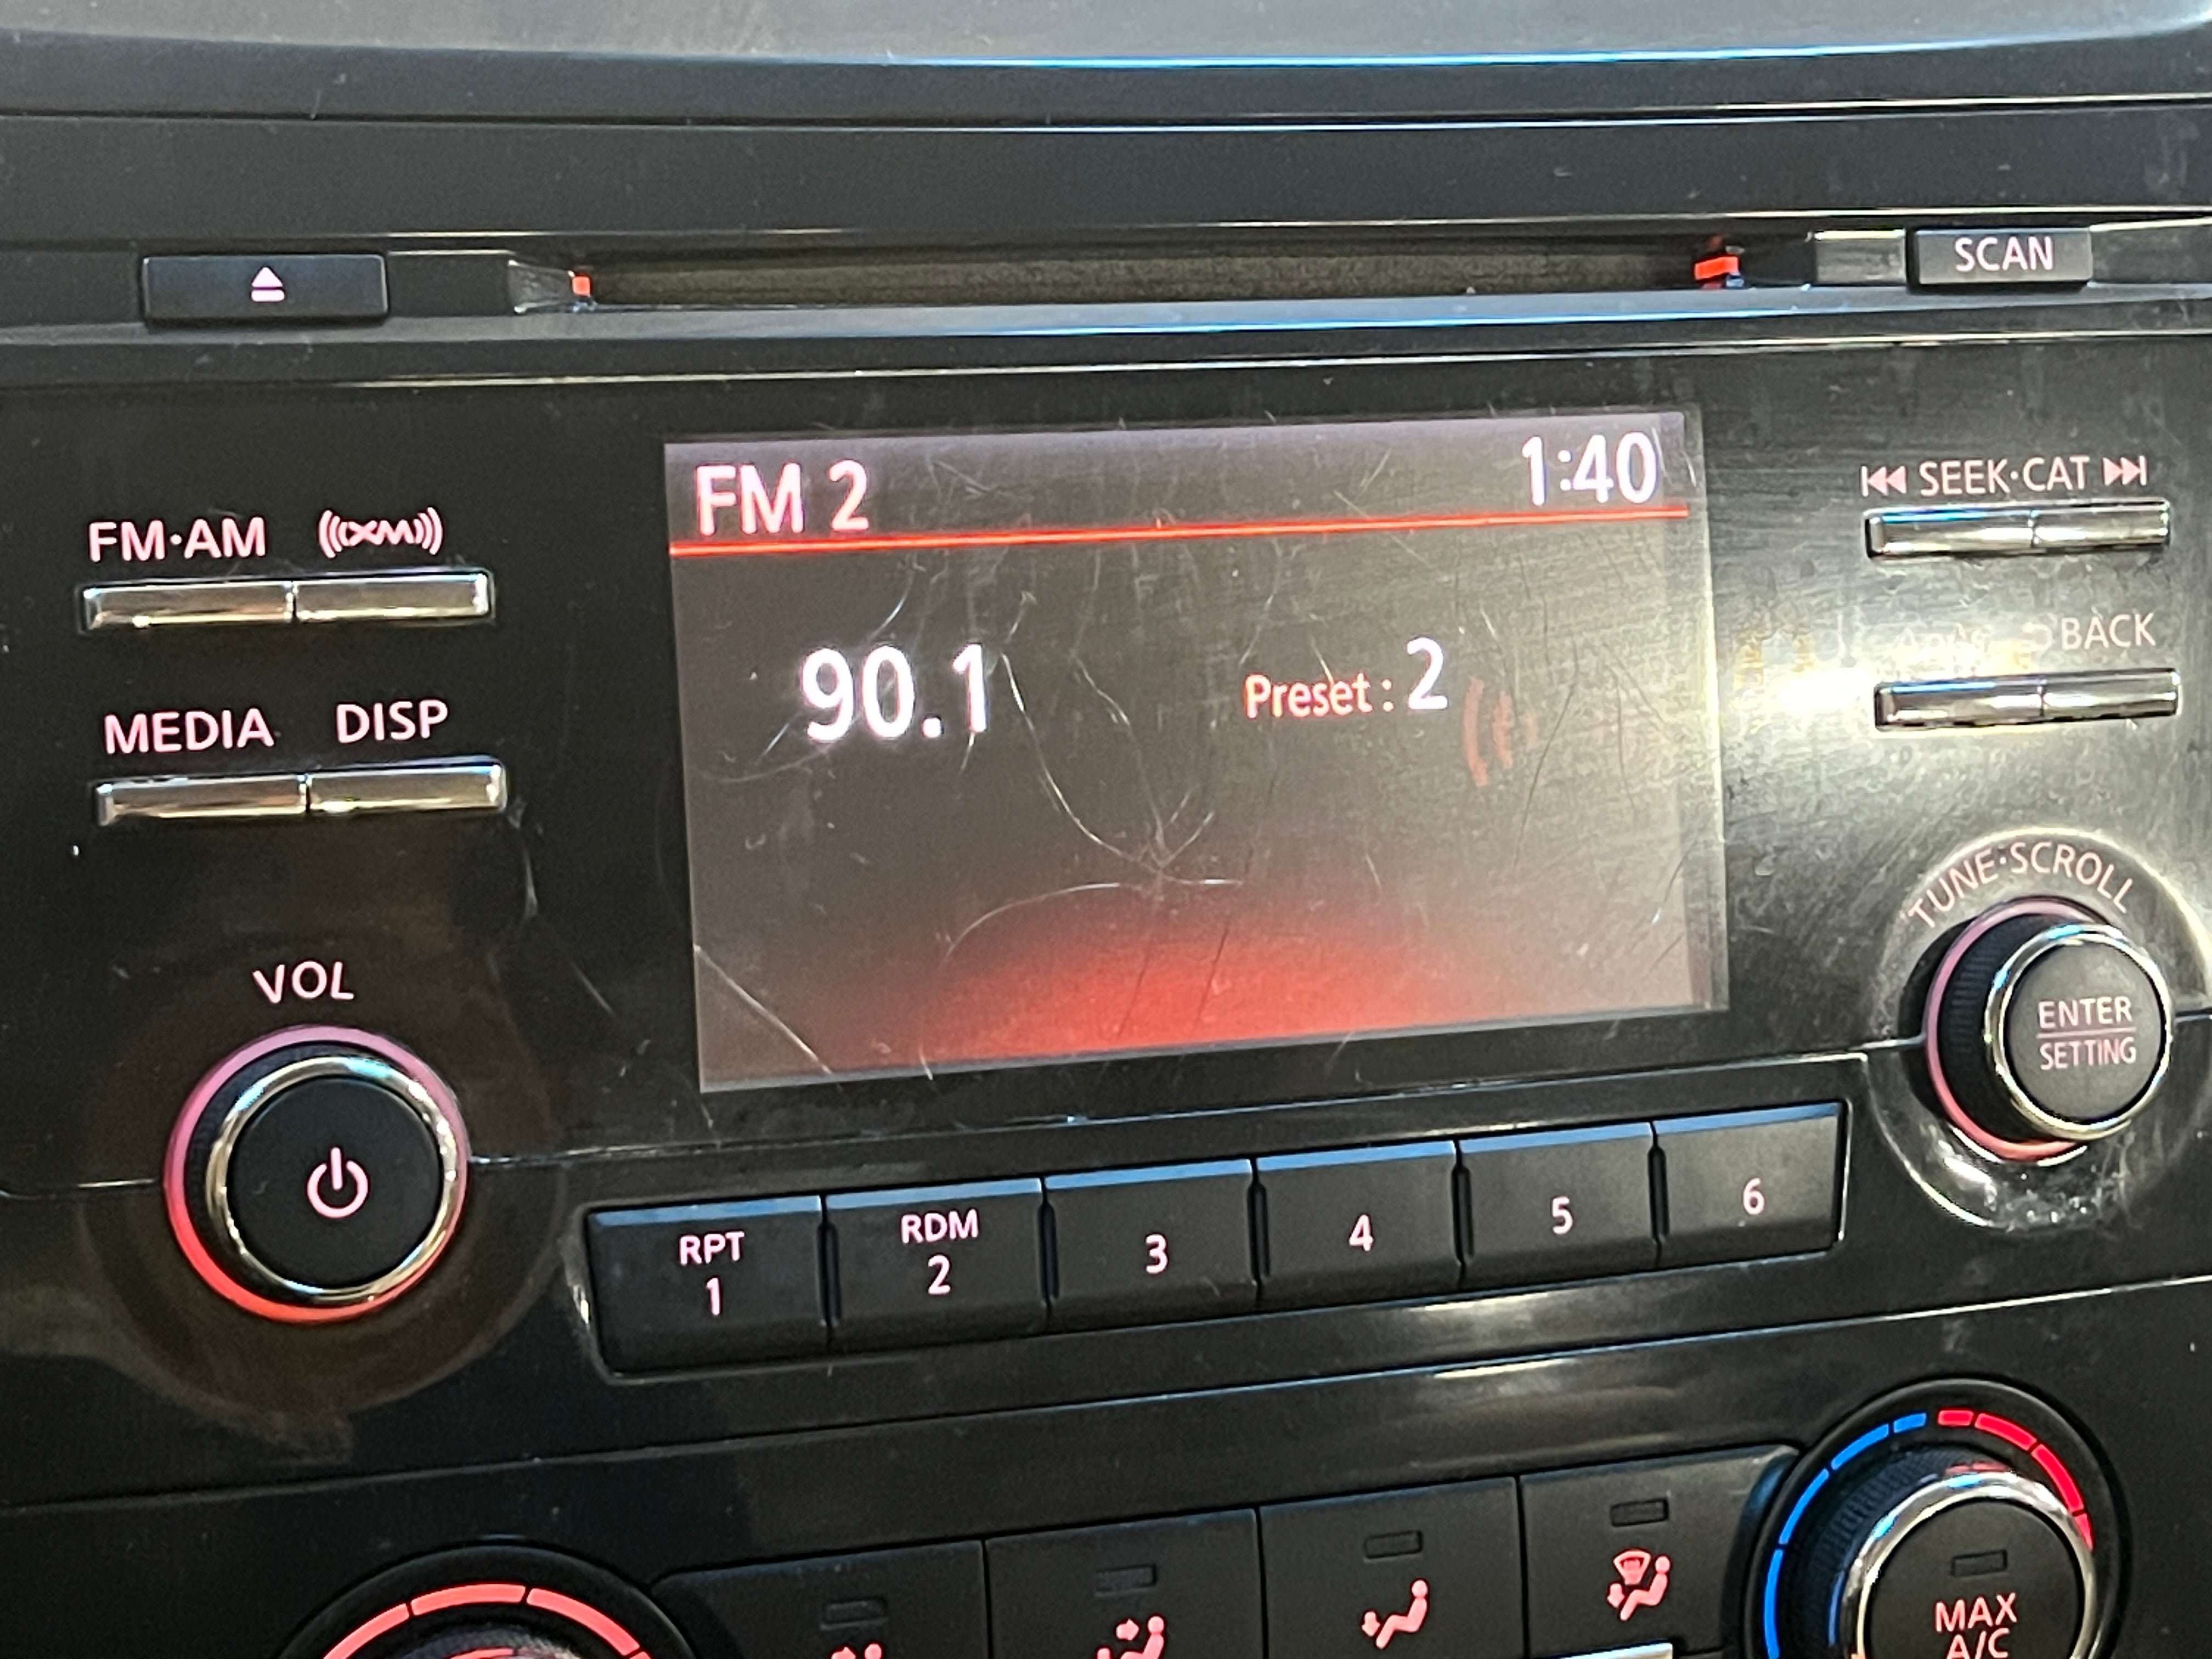 SCAN
FM 2 1:40
SEEK·CAT
FM·AM XM
90.1 Preset : 2
BACK
MEDIA DISP
TUNE·SCROLL
VOL
ENTER
SETTING
RPT
1
RDM
2
3
4
5
6
MAX
A/C